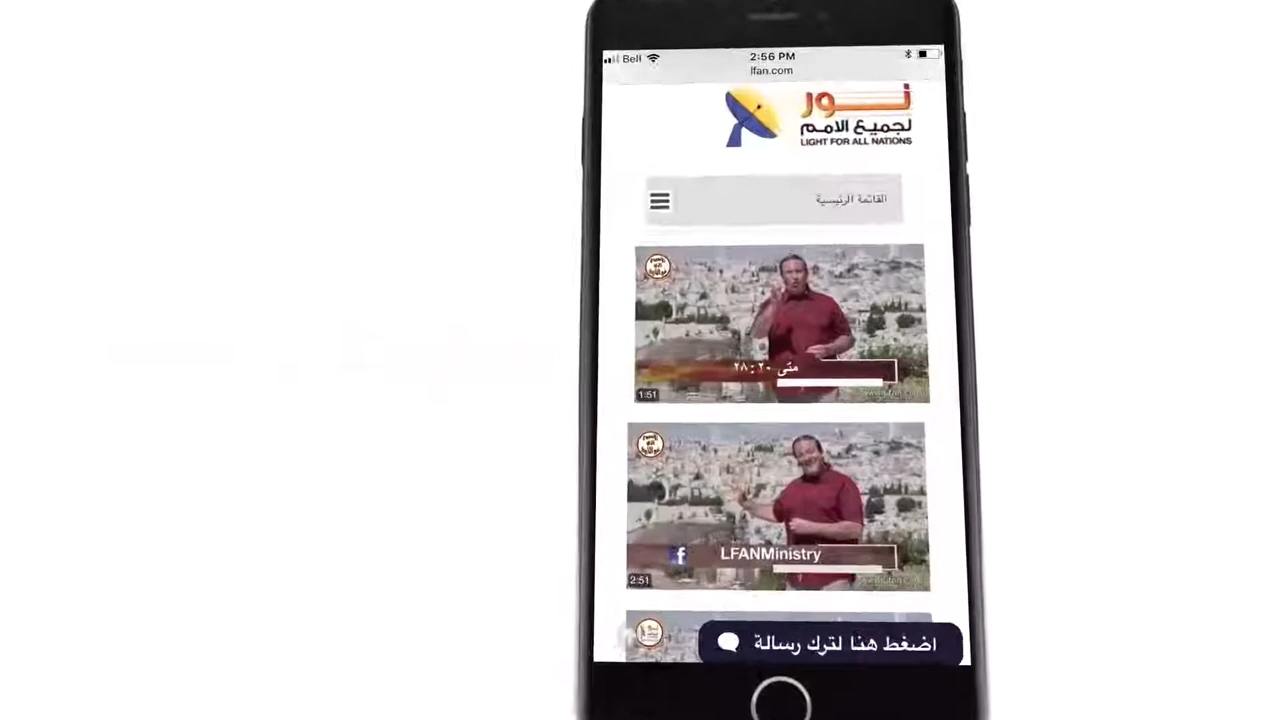 Bell
2:56 PM
lfan.com
نور
لجميع الامم
LIGHT FOR ALL NATIONS
القائمة الرئيسية
متى ٢٠ : ٢٨
1:51
LFANMinistry
2:51
اضغط هنا لترك رسالة